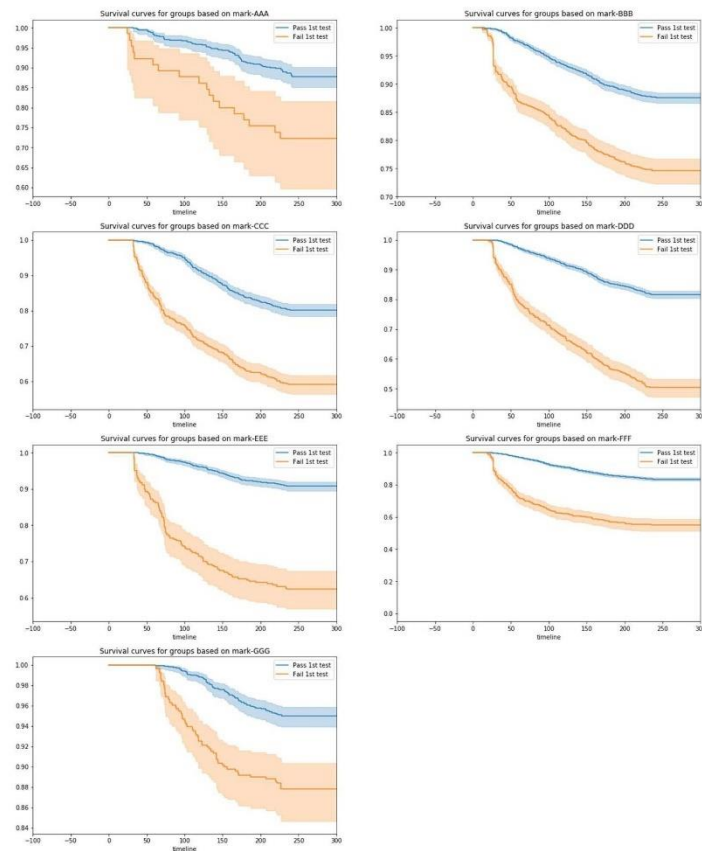 Survival curves for groups based on mark-AAA
Pass 1st test
Fail 1st test
1.00
0.95
0.90
0.85
0.80
0.75
0.70
0.65
0.60
-100 -50 0 50 100 150 200 250 300
timeline
Survival curves for groups based on mark-BBB
Pass 1st test
Fail 1st test
1.00
0.95
0.90
0.85
0.80
0.75
0.70
-100 -50 0 50 100 150 200 250 300
timeline
Survival curves for groups based on mark-CCC
Pass 1st test
Fail 1st test
1.0
0.9
0.8
0.7
0.6
-100 -50 0 50 100 150 200 250 300
timeline
Survival curves for groups based on mark-DDD
Pass 1st test
Fail 1st test
1.0
0.9
0.8
0.7
0.6
0.5
-100 -50 0 50 100 150 200 250 300
timeline
Survival curves for groups based on mark-EEE
Pass 1st test
Fail 1st test
1.0
0.9
0.8
0.7
0.6
-100 -50 0 50 100 150 200 250 300
timeline
Survival curves for groups based on mark-FFF
Pass 1st test
Fail 1st test
1.0
0.8
0.6
0.4
0.2
0.0
-100 -50 0 50 100 150 200 250 300
timeline
Survival curves for groups based on mark-GGG
Pass 1st test
Fail 1st test
1.00
0.98
0.96
0.94
0.92
0.90
0.88
0.86
0.84
-100 -50 0 50 100 150 200 250 300
timeline